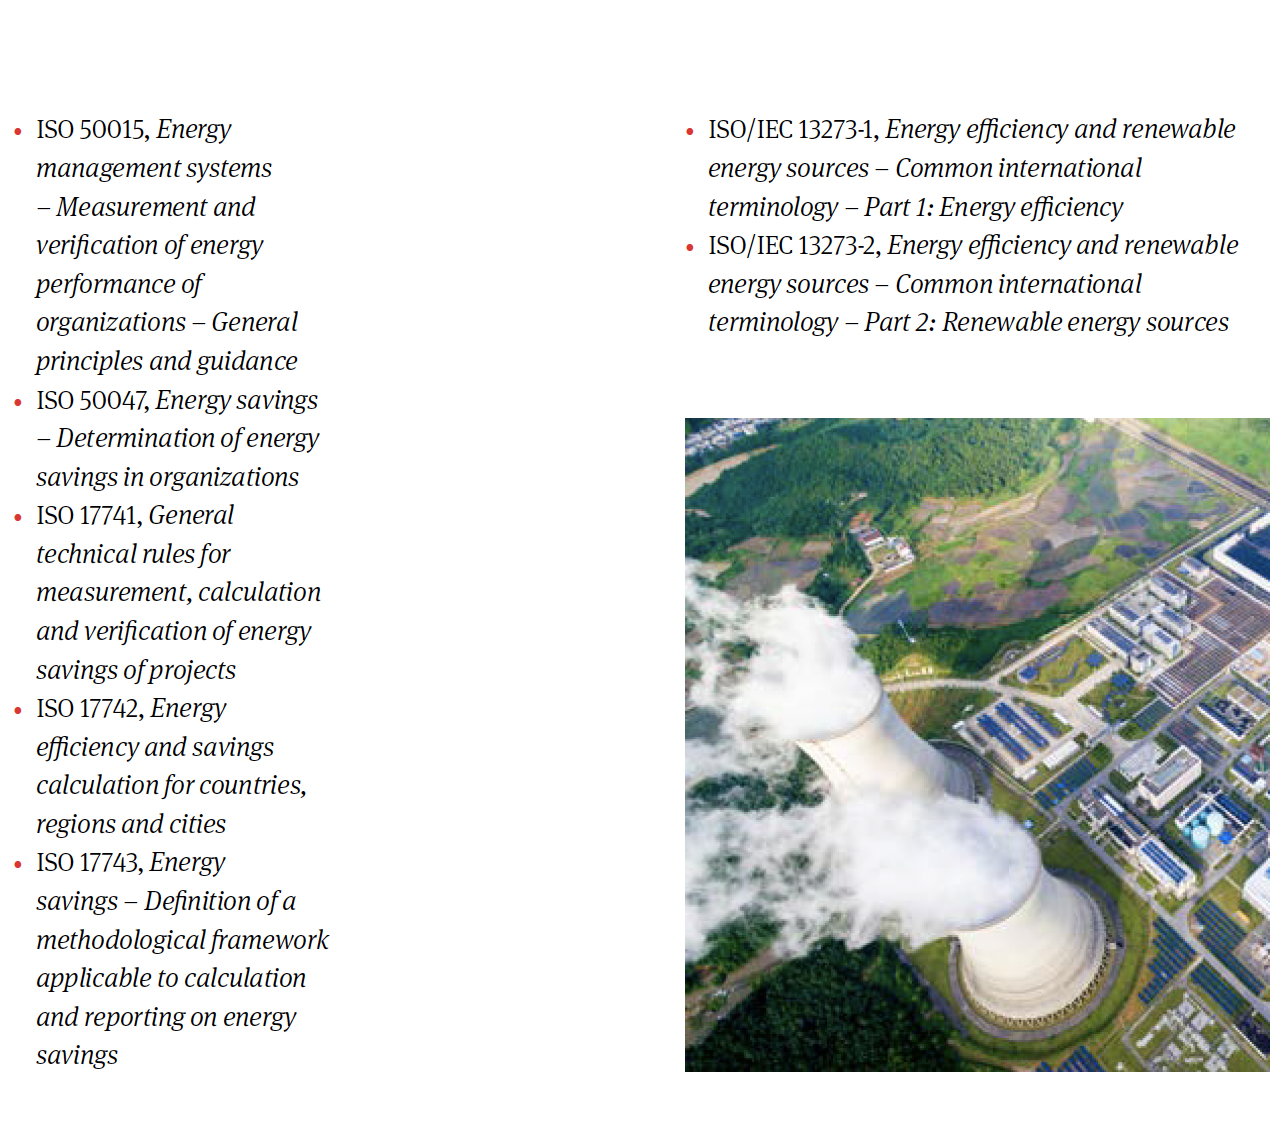 • ISO 50015, Energy
management systems
– Measurement and
verification of energy
performance of
organizations – General
principles and guidance
• ISO 50047, Energy savings
– Determination of energy
savings in organizations
• ISO 17741, General
technical rules for
measurement, calculation
and verification of energy
savings of projects
• ISO 17742, Energy
efficiency and savings
calculation for countries,
regions and cities
• ISO 17743, Energy
savings – Definition of a
methodological framework
applicable to calculation
and reporting on energy
savings
• ISO/IEC 13273-1, Energy efficiency and renewable
energy sources – Common international
terminology – Part 1: Energy efficiency
• ISO/IEC 13273-2, Energy efficiency and renewable
energy sources – Common international
terminology – Part 2: Renewable energy sources